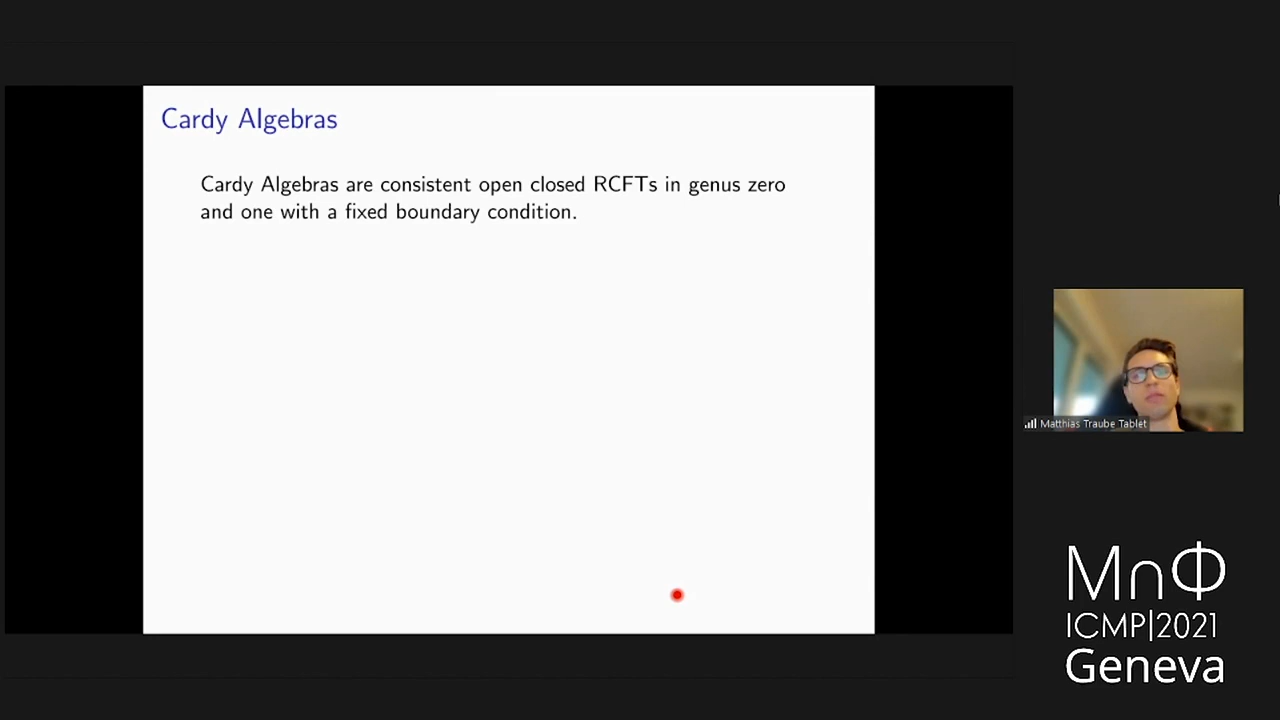 Cardy Algebras
Cardy Algebras are consistent open closed RCFTs in genus zero
and one with a fixed boundary condition.
Matthias Traube Tablet
M∩Φ
ICMP|2021
Geneva